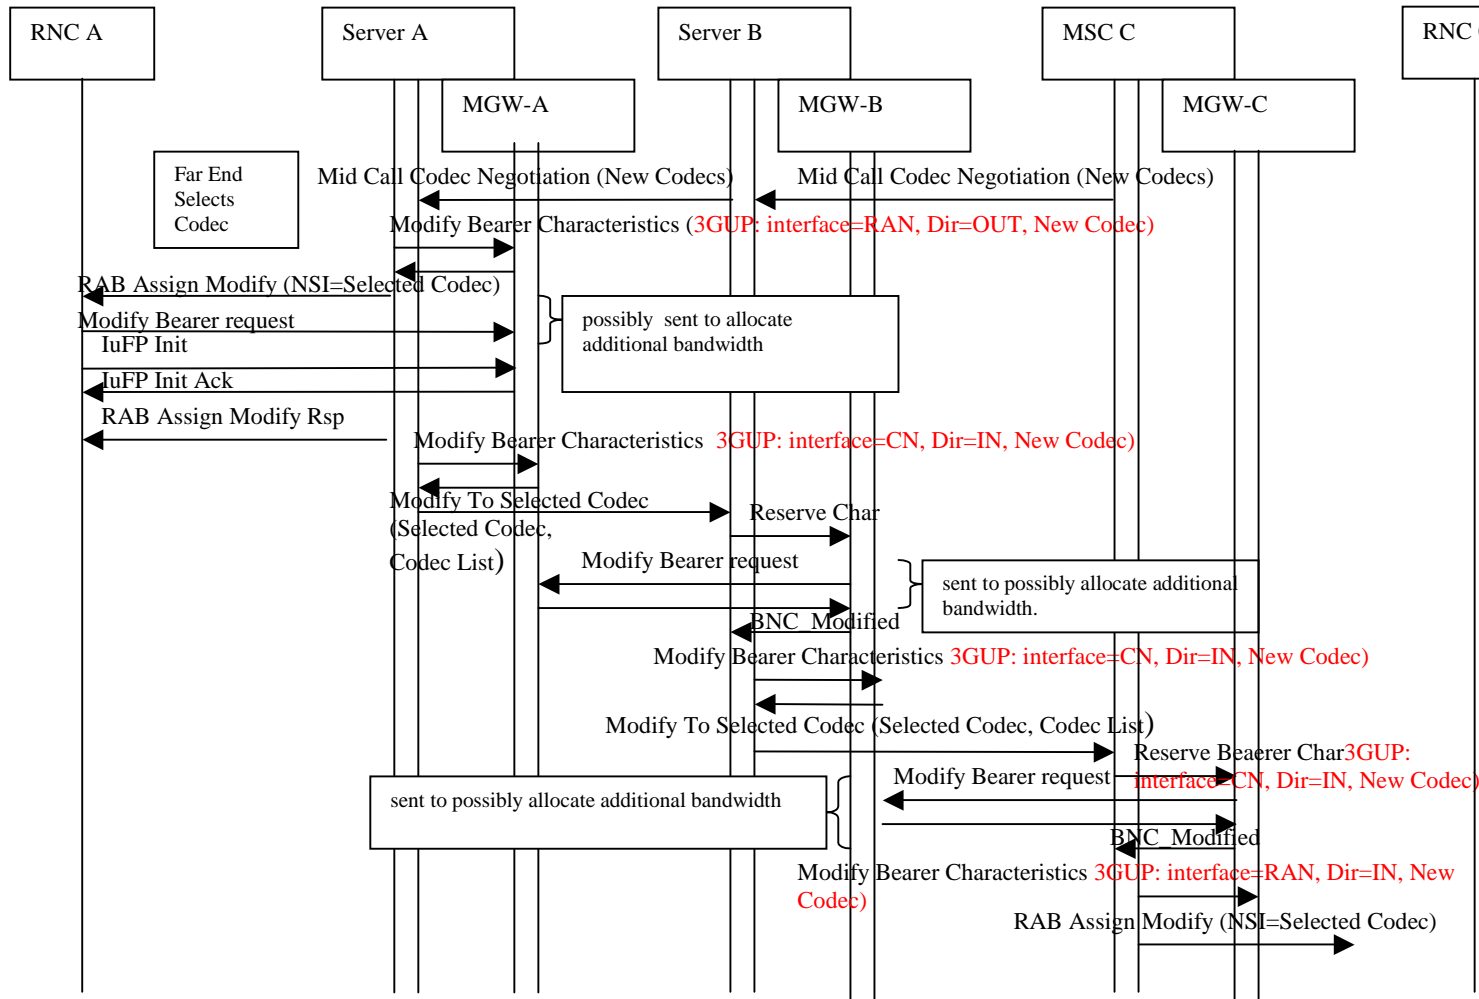 RNC A
Server A
Server B
MSC C
RNC
MGW-A
MGW-B
MGW-C
Far End
Selects
Codec
Mid Call Codec Negotiation (New Codecs)
Mid Call Codec Negotiation (New Codecs)
Modify Bearer Characteristics (3GUP: interface=RAN, Dir=OUT, New Codec)
RAB Assign Modify (NSI=Selected Codec)
Modify Bearer request
possibly  sent to allocate
additional bandwidth
IuFP Init
IuFP Init Ack
RAB Assign Modify Rsp
Modify Bearer Characteristics  3GUP: interface=CN, Dir=IN, New Codec)
Modify To Selected Codec
(Selected Codec,
Codec List)
Reserve Char
Modify Bearer request
sent to possibly allocate additional
bandwidth.
BNC_Modified
Modify Bearer Characteristics 3GUP: interface=CN, Dir=IN, New Codec)
Modify To Selected Codec (Selected Codec, Codec List)
Reserve Beaerer Char3GUP:
interface=CN, Dir=IN, New Codec)
Modify Bearer request
sent to possibly allocate additional bandwidth
BNC_Modified
Modify Bearer Characteristics 3GUP: interface=RAN, Dir=IN, New
Codec)
RAB Assign Modify (NSI=Selected Codec)